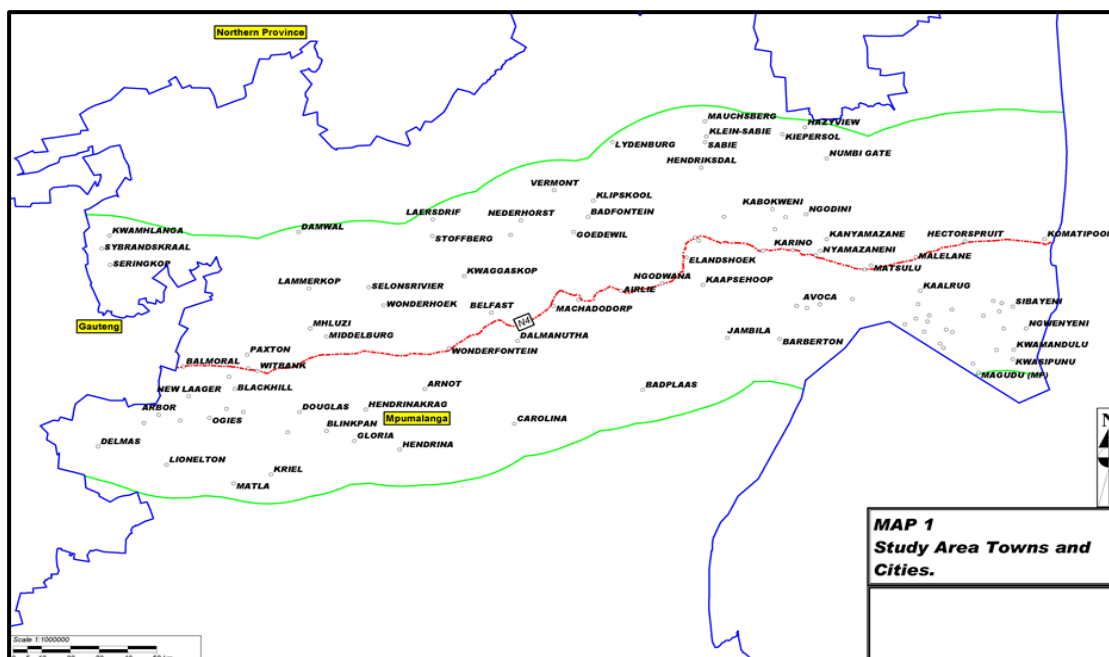 Northern Province
MAUCHSBERG
HAZYVIEW
KLEIN-SABIE
KIEPERSOL
LYDENBURG
SABIE
NUMBI GATE
HENDRIKSDAL
VERMONT
KLIPSKOOL
LAERSDRIF
NEDERHORST
BADFONTEIN
KABOKWENI
NGODINI
KWAMHLANGA
DAMWAL
STOFFBERG
GOEDEWIL
KANYAMAZANE
HECTORSPRUIT
KOMATIPOORT
SYBRANDSKRAAL
KARINO
NYAMAZANENI
SERINGKOP
ELANDSHOEK
MALELANE
MATSULU
KWAGGASKOP
NGODWANA
KAAPSEHOOP
LAMMERKOP
SELONSRIVIER
AIRLIE
KAALRUG
WONDERHOEK
BELFAST
MACHADODORP
AVOCA
SIBAYENI
N4
Gauteng
MHLUZI
MIDDELBURG
DALMANUTHA
JAMBILA
BARBERTON
NGWENYENI
PAXTON
WONDERFONTEIN
KWAMANDULU
BALMORAL
WITBANK
KWASIPUNU
MAGUDU (MP)
NEW LAAGER
BLACKHILL
ARNOT
BADPLAAS
ARBOR
OGIES
DOUGLAS
HENDRINAKRAG
Mpumalanga
BLINKPAN
CAROLINA
DELMAS
GLORIA
HENDRINA
LIONELTON
KRIEL
MATLA
N
MAP 1
Study Area Towns and
Cities.
Scale 1:1000000